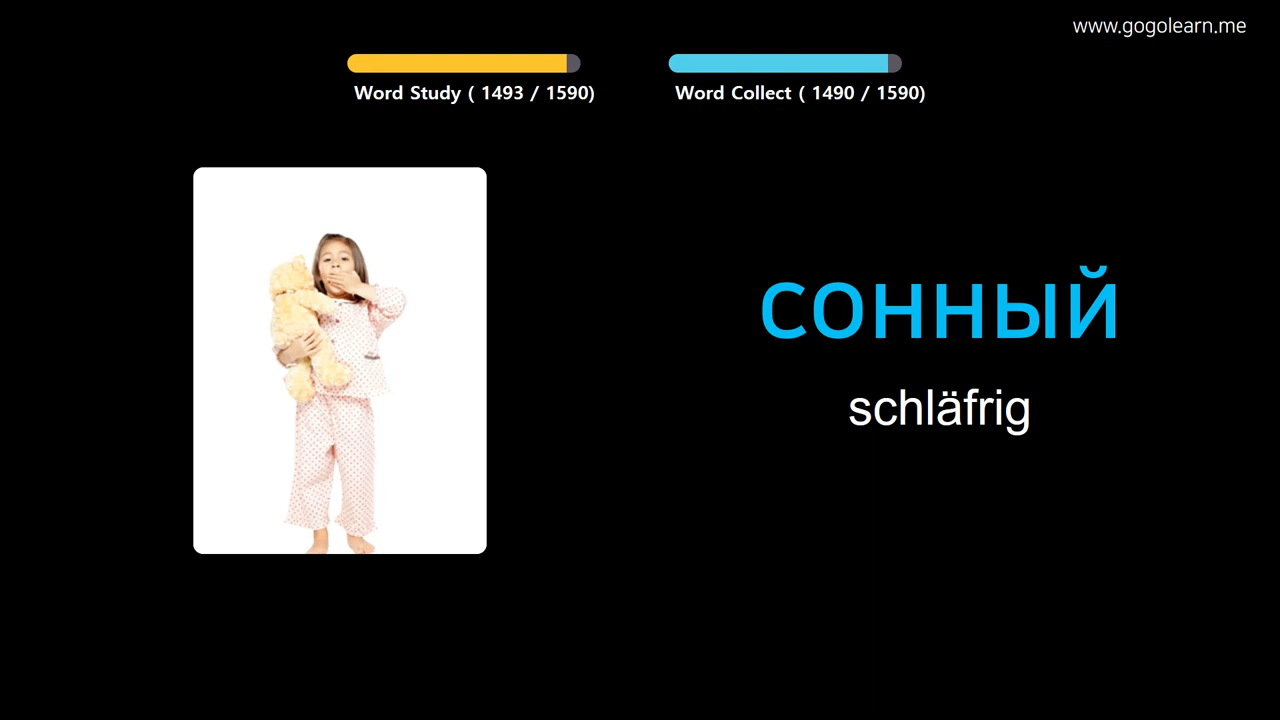 www.gogolearn.me
Word Study ( 1493 / 1590)
Word Collect ( 1490 / 1590)
сонный
schläfrig